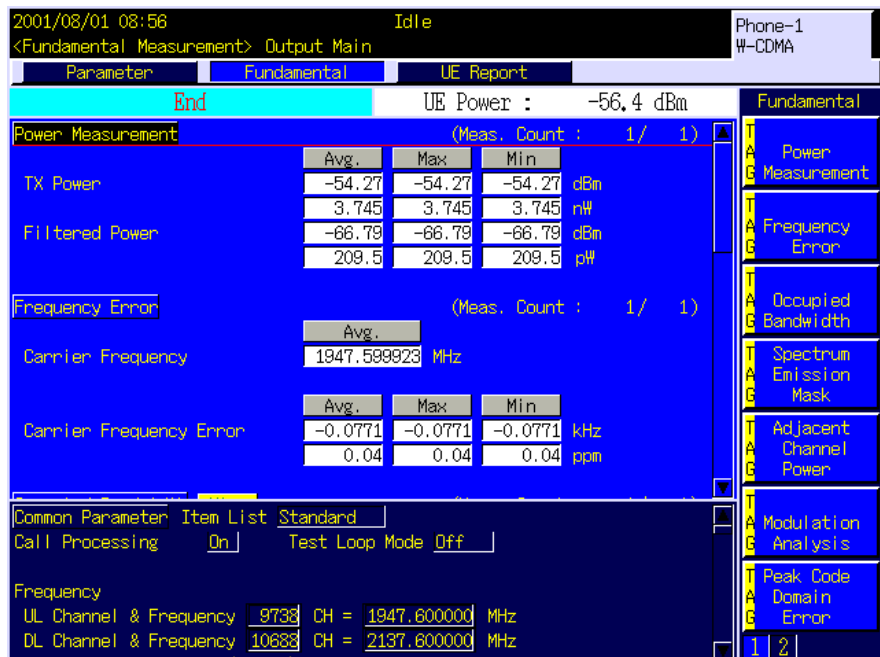 2001/08/01 08:56 Idle
<Fundamental Measurement> Output Main
Phone-1
W-CDMA
Parameter Fundamental UE Report
End UE Power : -56.4 dBm
Power Measurement (Meas. Count : 1/ 1)
Avg. Max Min
TX Power -54.27 -54.27 -54.27 dBm
3.745 3.745 3.745 nW
Filtered Power -66.79 -66.79 -66.79 dBm
209.5 209.5 209.5 pW
Frequency Error (Meas. Count : 1/ 1)
Avg.
Carrier Frequency 1947.599923 MHz
Avg. Max Min
Carrier Frequency Error -0.0771 -0.0771 -0.0771 kHz
0.04 0.04 0.04 ppm
Common Parameter Item List Standard
Call Processing On Test Loop Mode Off
Frequency
UL Channel & Frequency 9738 CH = 1947.600000 MHz
DL Channel & Frequency 10688 CH = 2137.600000 MHz
Fundamental
TAG Power
Measurement
TAG Frequency
Error
TAG Occupied
Bandwidth
TAG Spectrum
Emission
Mask
TAG Adjacent
Channel
Power
TAG Modulation
Analysis
TAG Peak Code
Domain
Error
1 2